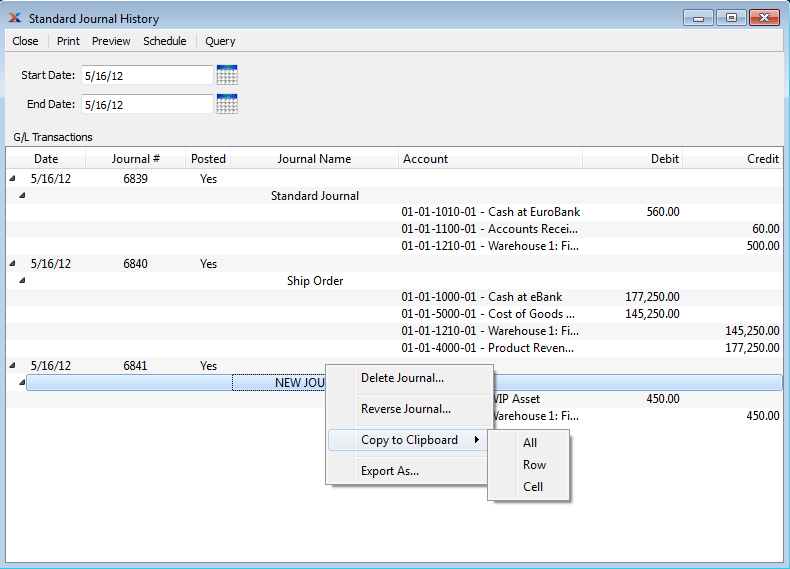 Standard Journal History
Close Print Preview Schedule Query
Start Date: 5/16/12
End Date: 5/16/12
G/L Transactions
Date Journal # Posted Journal Name Account Debit Credit
5/16/12 6839 Yes
Standard Journal
01-01-1010-01 - Cash at EuroBank 560.00
01-01-1100-01 - Accounts Recei... 60.00
01-01-1210-01 - Warehouse 1: Fi... 500.00
5/16/12 6840 Yes
Ship Order
01-01-1000-01 - Cash at eBank 177,250.00
01-01-5000-01 - Cost of Goods ... 145,250.00
01-01-1210-01 - Warehouse 1: Fi... 145,250.00
01-01-4000-01 - Product Reven... 177,250.00
5/16/12 6841 Yes
NEW JOU
WIP Asset 450.00
Warehouse 1: Fi... 450.00
Delete Journal...
Reverse Journal...
Copy to Clipboard
Export As...
All
Row
Cell